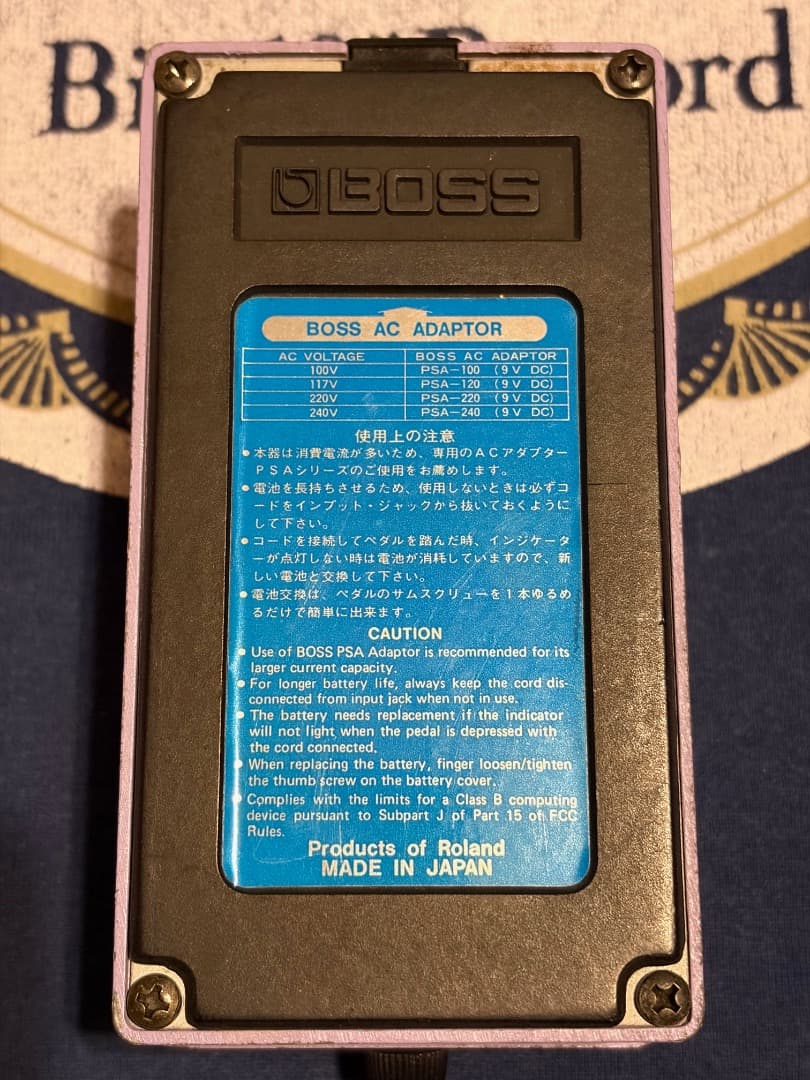 BOSS
BOSS AC ADAPTOR
AC VOLTAGE BOSS AC ADAPTOR
100V PSA-100 (9V DC)
117V PSA-120 (9V DC)
220V PSA-220 (9V DC)
240V PSA-240 (9V DC)
使用上の注意
●本器は消費電流が多いため、専用のACアダプター
PSAシリーズのご使用をお薦めします。
●電池を長持ちさせるため、使用しないときは必ずコ
ードをインプット・ジャックから抜いておくように
して下さい。
●コードを接続してペダルを踏んだ時、インジケータ
ーが点灯しない時は電池が消耗していますので、新
しい電池と交換して下さい。
●電池交換は、ペダルのサムスクリューを1本ゆるめ
るだけで簡単に出来ます。
CAUTION
●Use of BOSS PSA Adaptor is recommended for its
larger current capacity.
●For longer battery life, always keep the cord dis-
connected from input jack when not in use.
●The battery needs replacement if the indicator
will not light when the pedal is depressed with
the cord connected.
●When replacing the battery, finger loosen/tighten
the thumb screw on the battery cover.
●Complies with the limits for a Class B computing
device pursuant to Subpart J of Part 15 of FCC
Rules.
Products of Roland
MADE IN JAPAN